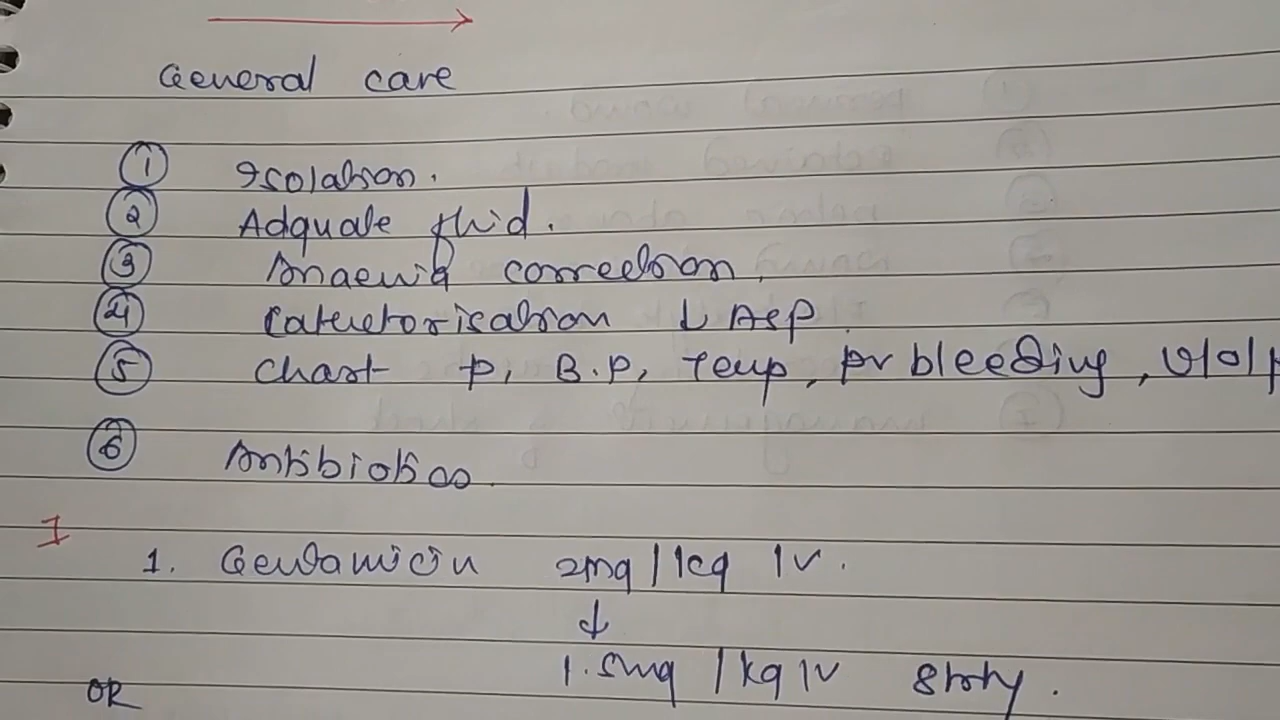 General care
① Isolation.
② Adquate fluid.
③ Anaemia correction.
④ Catheterisation ↓ ASP.
⑤ Chart p, B.P, Temp, pv bleeding,
⑥ Antibiotics.
I
1. Gentamicin 2mg/kg IV.
↓
1.5mg/kg IV 8hrly.
OR